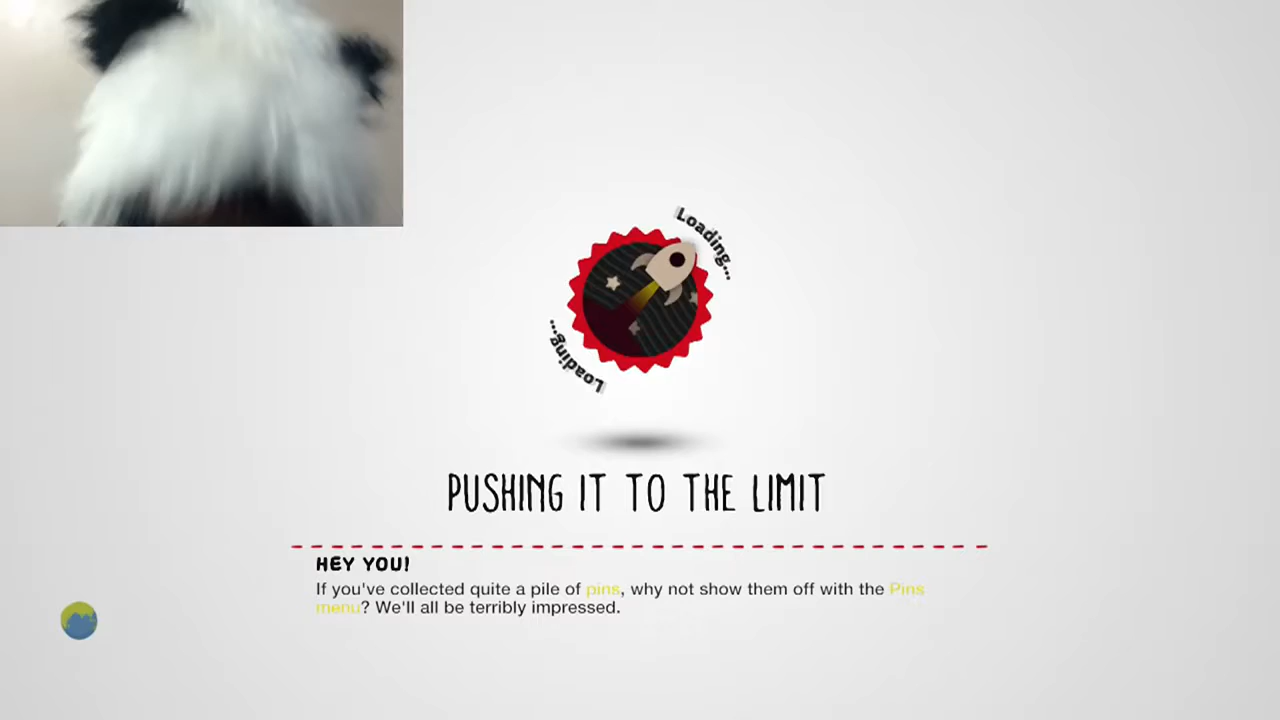 Loading...
Loading...
PUSHING IT TO THE LIMIT
HEY YOU!
If you've collected quite a pile of pins, why not show them off with the Pins
menu? We'll all be terribly impressed.